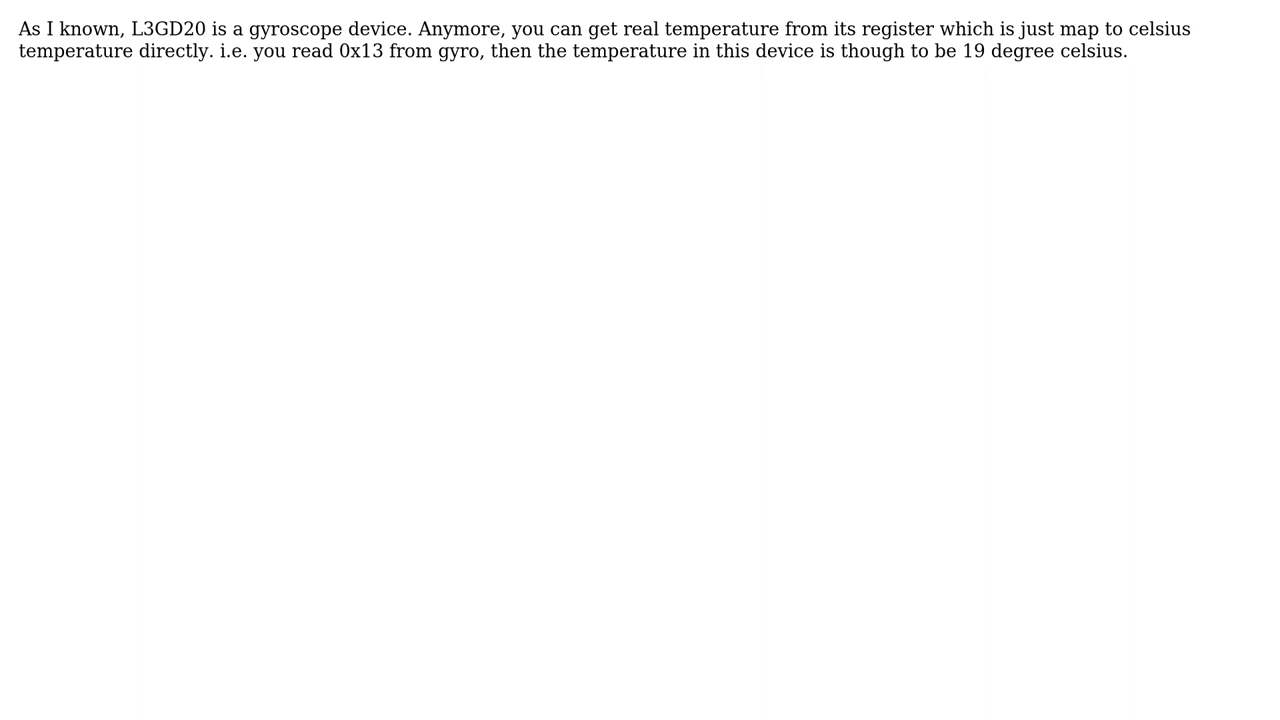 As I known, L3GD20 is a gyroscope device. Anymore, you can get real temperature from its register which is just map to celsius
temperature directly. i.e. you read 0x13 from gyro, then the temperature in this device is though to be 19 degree celsius.